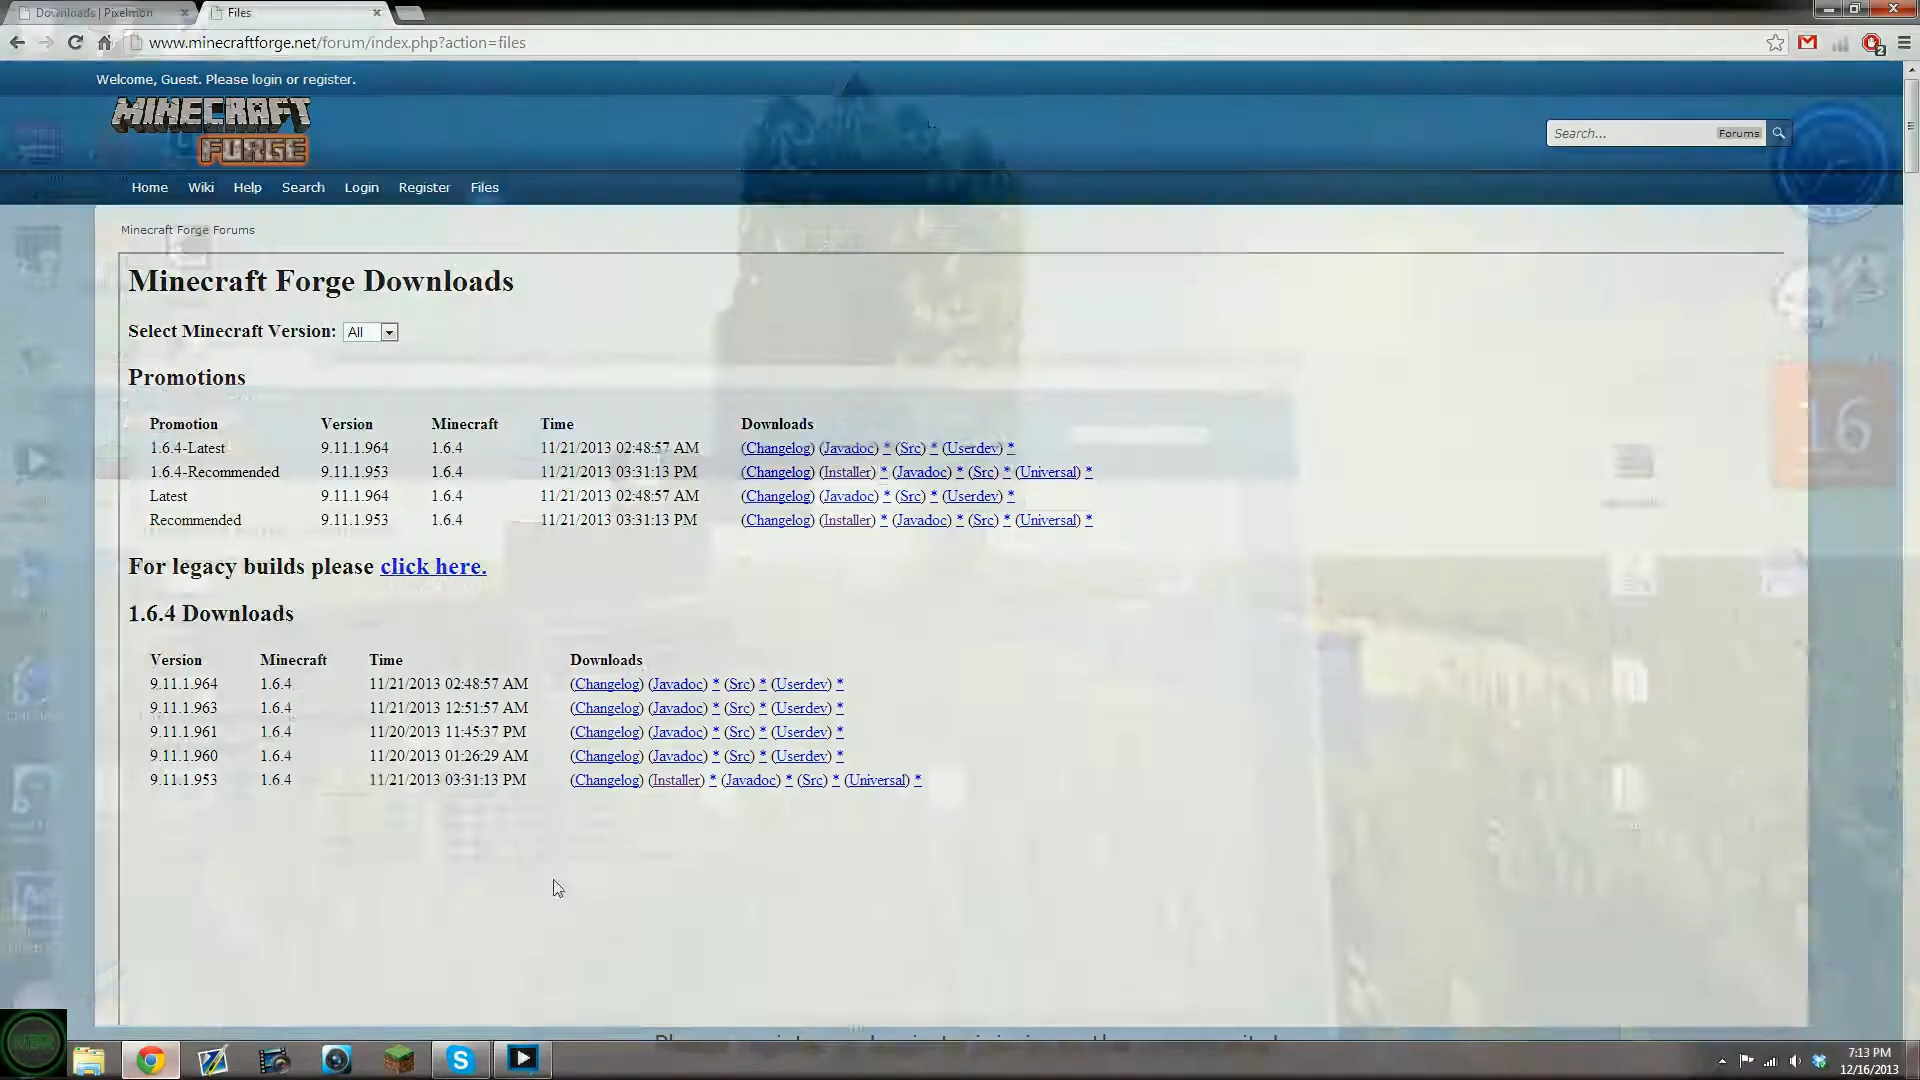 Downloads | Pixelmon
Files
www.minecraftforge.net/forum/index.php?action=files
2
Welcome, Guest. Please login or register.
MINECRAFT
FORGE
Search...
Forums
Home Wiki Help Search Login Register Files
Minecraft Forge Forums
Minecraft Forge Downloads
Select Minecraft Version: All
Promotions
Promotion Version Minecraft Time Downloads
1.6.4-Latest 9.11.1.964 1.6.4 11/21/2013 02:48:57 AM (Changelog) (Javadoc) * (Src) * (Userdev) *
1.6.4-Recommended 9.11.1.953 1.6.4 11/21/2013 03:31:13 PM (Changelog) (Installer) * (Javadoc) * (Src) * (Universal) *
Latest 9.11.1.964 1.6.4 11/21/2013 02:48:57 AM (Changelog) (Javadoc) * (Src) * (Userdev) *
Recommended 9.11.1.953 1.6.4 11/21/2013 03:31:13 PM (Changelog) (Installer) * (Javadoc) * (Src) * (Universal) *
16
For legacy builds please click here.
1.6.4 Downloads
Version Minecraft Time Downloads
9.11.1.964 1.6.4 11/21/2013 02:48:57 AM (Changelog) (Javadoc) * (Src) * (Userdev) *
9.11.1.963 1.6.4 11/21/2013 12:51:57 AM (Changelog) (Javadoc) * (Src) * (Userdev) *
9.11.1.961 1.6.4 11/20/2013 11:45:37 PM (Changelog) (Javadoc) * (Src) * (Userdev) *
9.11.1.960 1.6.4 11/20/2013 01:26:29 AM (Changelog) (Javadoc) * (Src) * (Userdev) *
9.11.1.953 1.6.4 11/21/2013 03:31:13 PM (Changelog) (Installer) * (Javadoc) * (Src) * (Universal) *
7:13 PM
12/16/2013